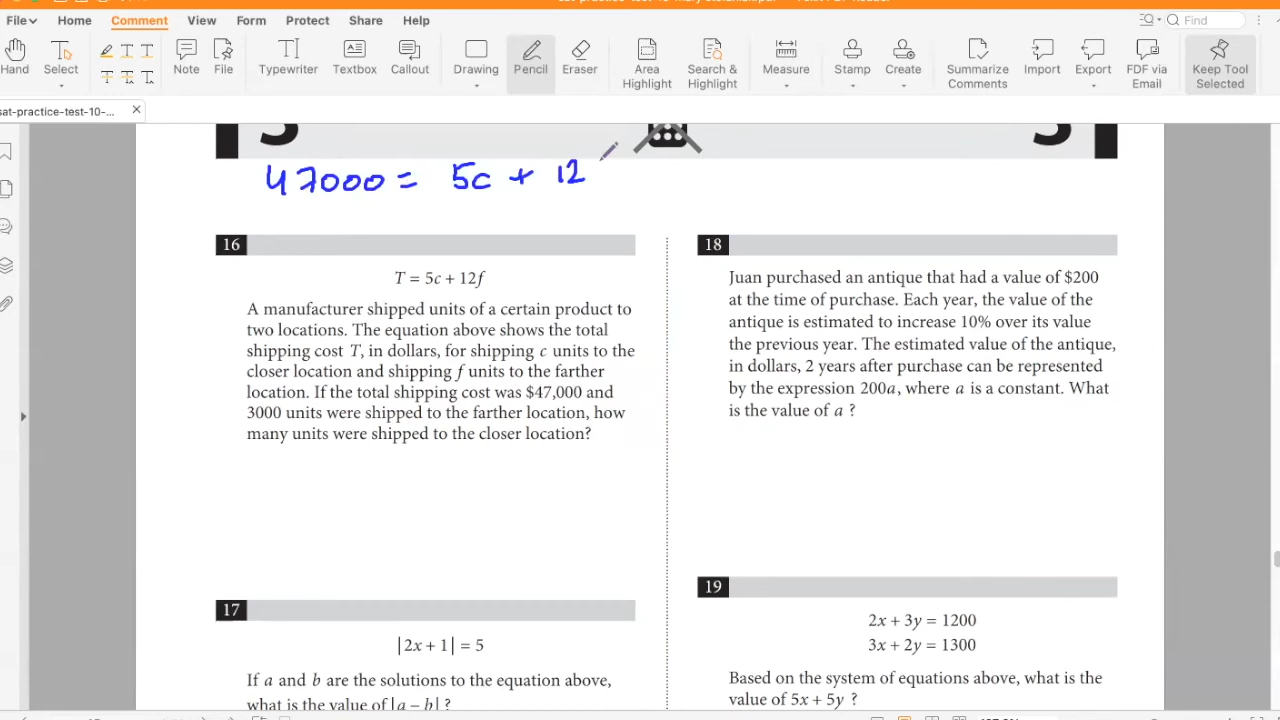 File Home Comment View Form Protect Share Help Find
Hand Select Note File Typewriter Textbox Callout Drawing Pencil Eraser Area Highlight Search & Highlight Measure Stamp Create Summarize Comments Import Export PDF via Email Keep Tool Selected
sat-practice-test-10-...
47000 = 5c + 12
16
T = 5c + 12f
A manufacturer shipped units of a certain product to
two locations. The equation above shows the total
shipping cost T, in dollars, for shipping c units to the
closer location and shipping f units to the farther
location. If the total shipping cost was $47,000 and
3000 units were shipped to the farther location, how
many units were shipped to the closer location?
17
|2x + 1| = 5
If a and b are the solutions to the equation above,
what is the value of |a − b| ?
18
Juan purchased an antique that had a value of $200
at the time of purchase. Each year, the value of the
antique is estimated to increase 10% over its value
the previous year. The estimated value of the antique,
in dollars, 2 years after purchase can be represented
by the expression 200a, where a is a constant. What
is the value of a ?
19
2x + 3y = 1200
3x + 2y = 1300
Based on the system of equations above, what is the
value of 5x + 5y ?